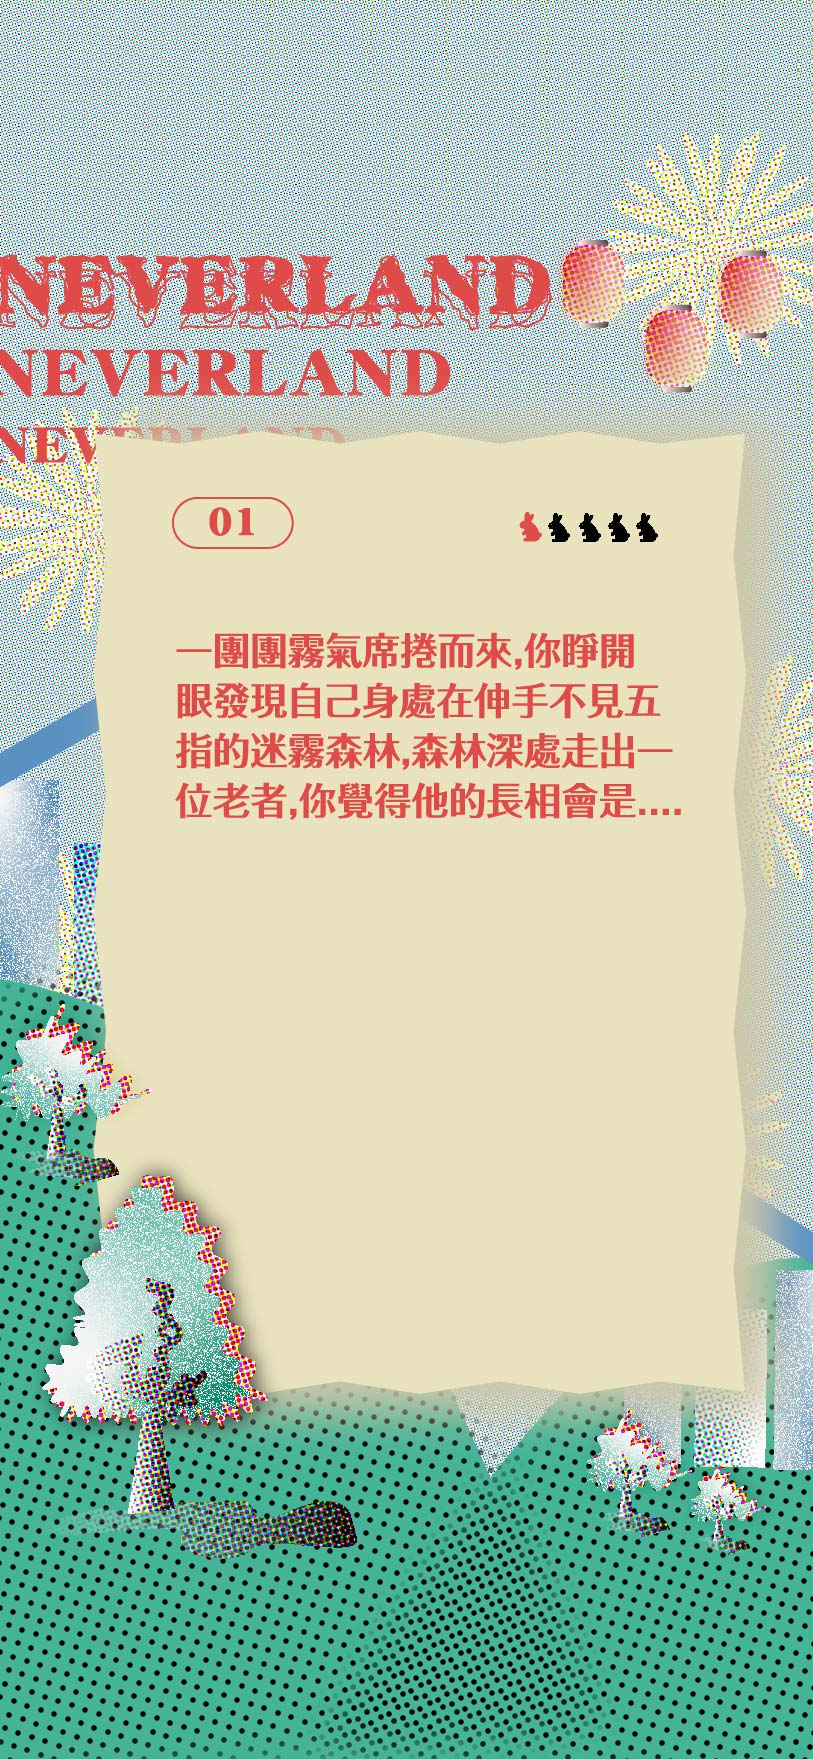 NEVERLAND
NEVERLAND
NEVERLAND
01
一團團霧氣席捲而來,你睜開
眼發現自己身處在伸手不見五
指的迷霧森林,森林深處走出一
位老者,你覺得他的長相會是....